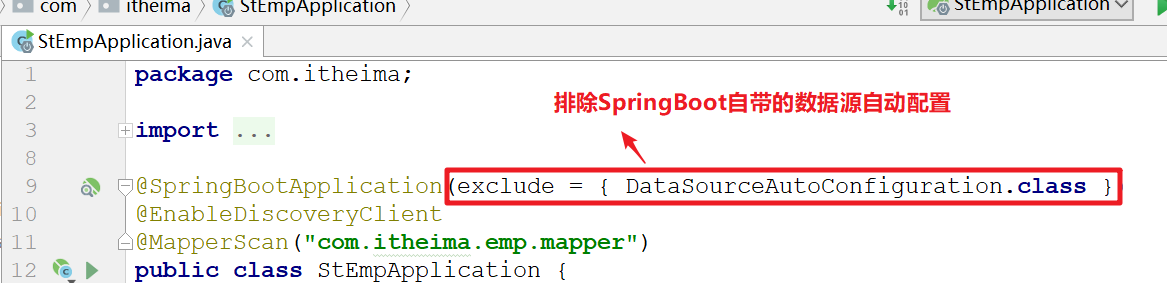 com itheima StEmpApplication StEmpApplication
StEmpApplication.java
1 package com.itheima;
排除SpringBoot自带的数据源自动配置
2
3 import ...
8
9 @SpringBootApplication(exclude = { DataSourceAutoConfiguration.class })
10 @EnableDiscoveryClient
11 @MapperScan("com.itheima.emp.mapper")
12 public class StEmpApplication {